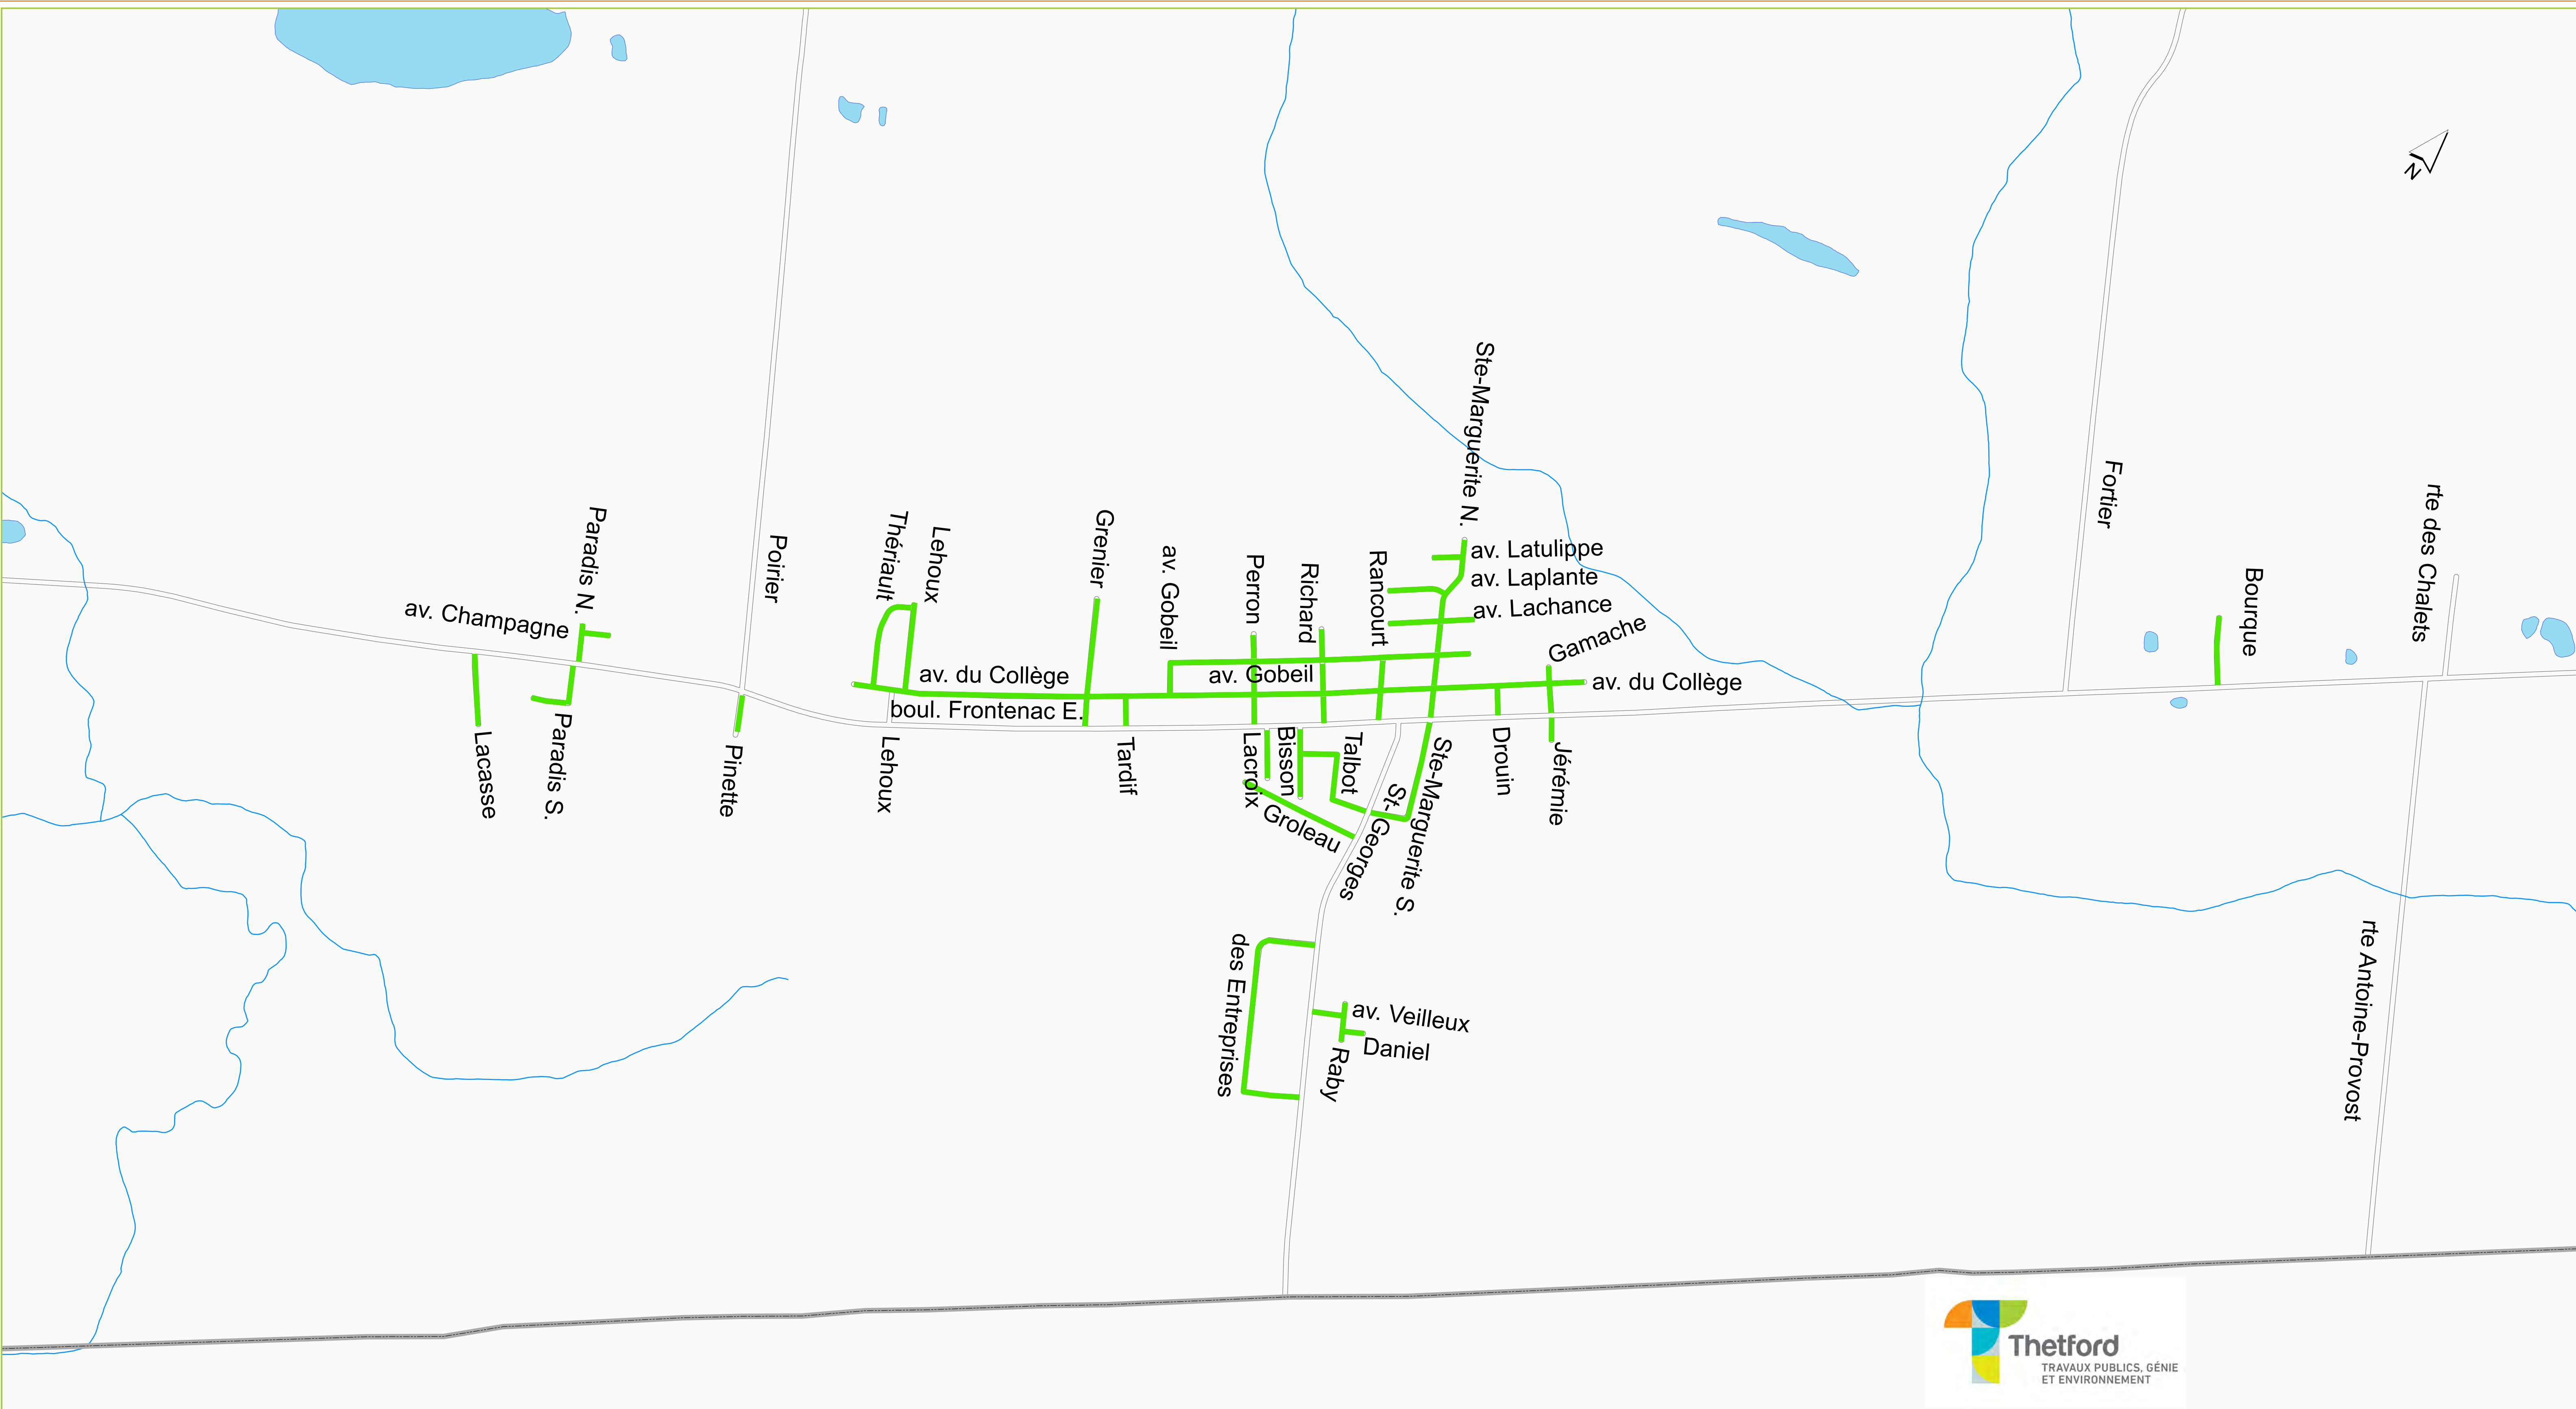 N
Ste-Marguerite N.
Fortier
rte des Chalets
Paradis N.
Poirier
Thériault
Lehoux
Grenier
av. Gobeil
Perron
Richard
Rancourt
av. Latulippe
av. Laplante
av. Lachance
Gamache
Bourque
av. Champagne
av. du Collège
av. Gobeil
av. du Collège
boul. Frontenac E.
Lacasse
Paradis S.
Pinette
Lehoux
Tardif
Lacroix
Bisson
Talbot
Ste-Marguerite S.
Drouin
Jérémie
St-Georges
Groleau
des Entreprises
av. Veilleux
Daniel
Raby
rte Antoine-Provost
Thetford
TRAVAUX PUBLICS, GÉNIE
ET ENVIRONNEMENT